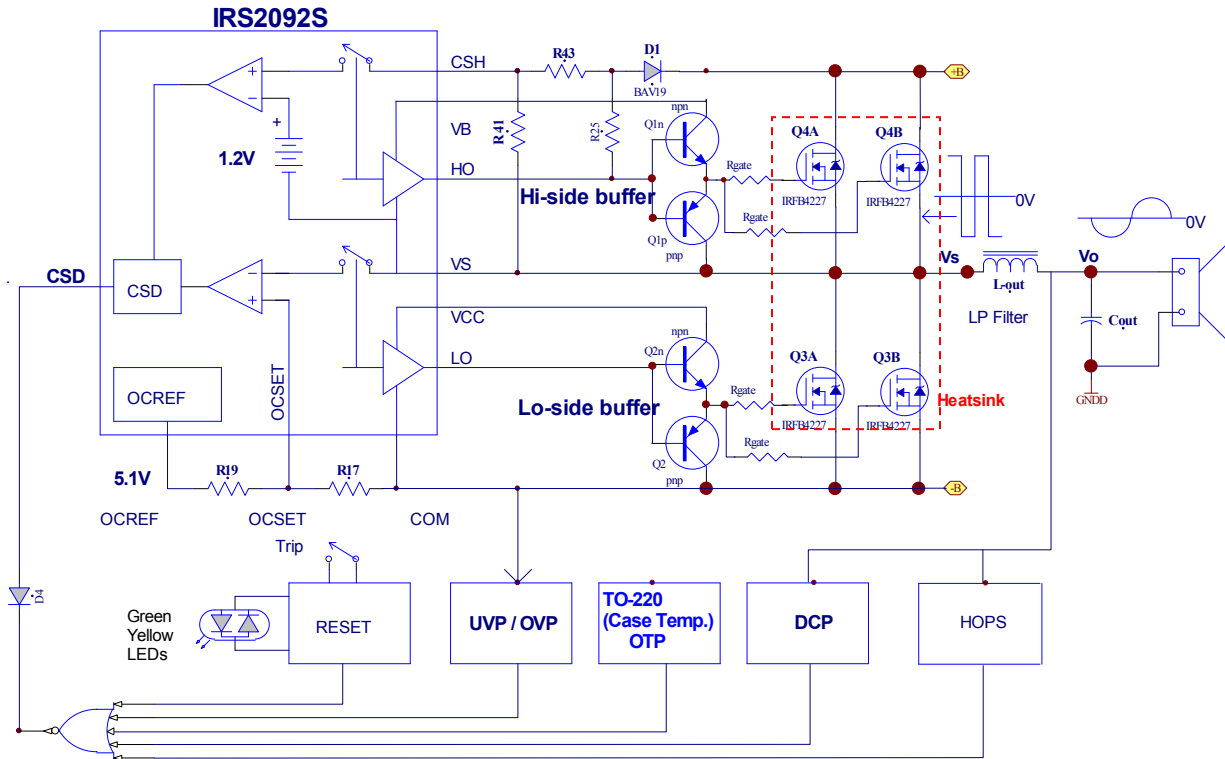 IRS2092S
CSH
R43
D1
BAV19
+B
npn
R41
R25
VB
Q1n
Q4A
Q4B
1.2V
+
HO
Rgate
Hi-side buffer
IRFB4227
IRFB4227
0V
0V
Rgate
Q1p
pnp
CSD
CSD
VS
Vs
L-out
Vo
LP Filter
Cout
VCC
npn
Q2n
Q3A
Q3B
LO
OCREF
OCSET
Rgate
Lo-side buffer
IRFB4227
IRFB4227
Heatsink
GNDD
Rgate
Q2
pnp
5.1V
R19
R17
-B
OCREF
OCSET
COM
Trip
D4
Green
Yellow
LEDs
RESET
UVP / OVP
TO-220
(Case Temp.)
OTP
DCP
HOPS